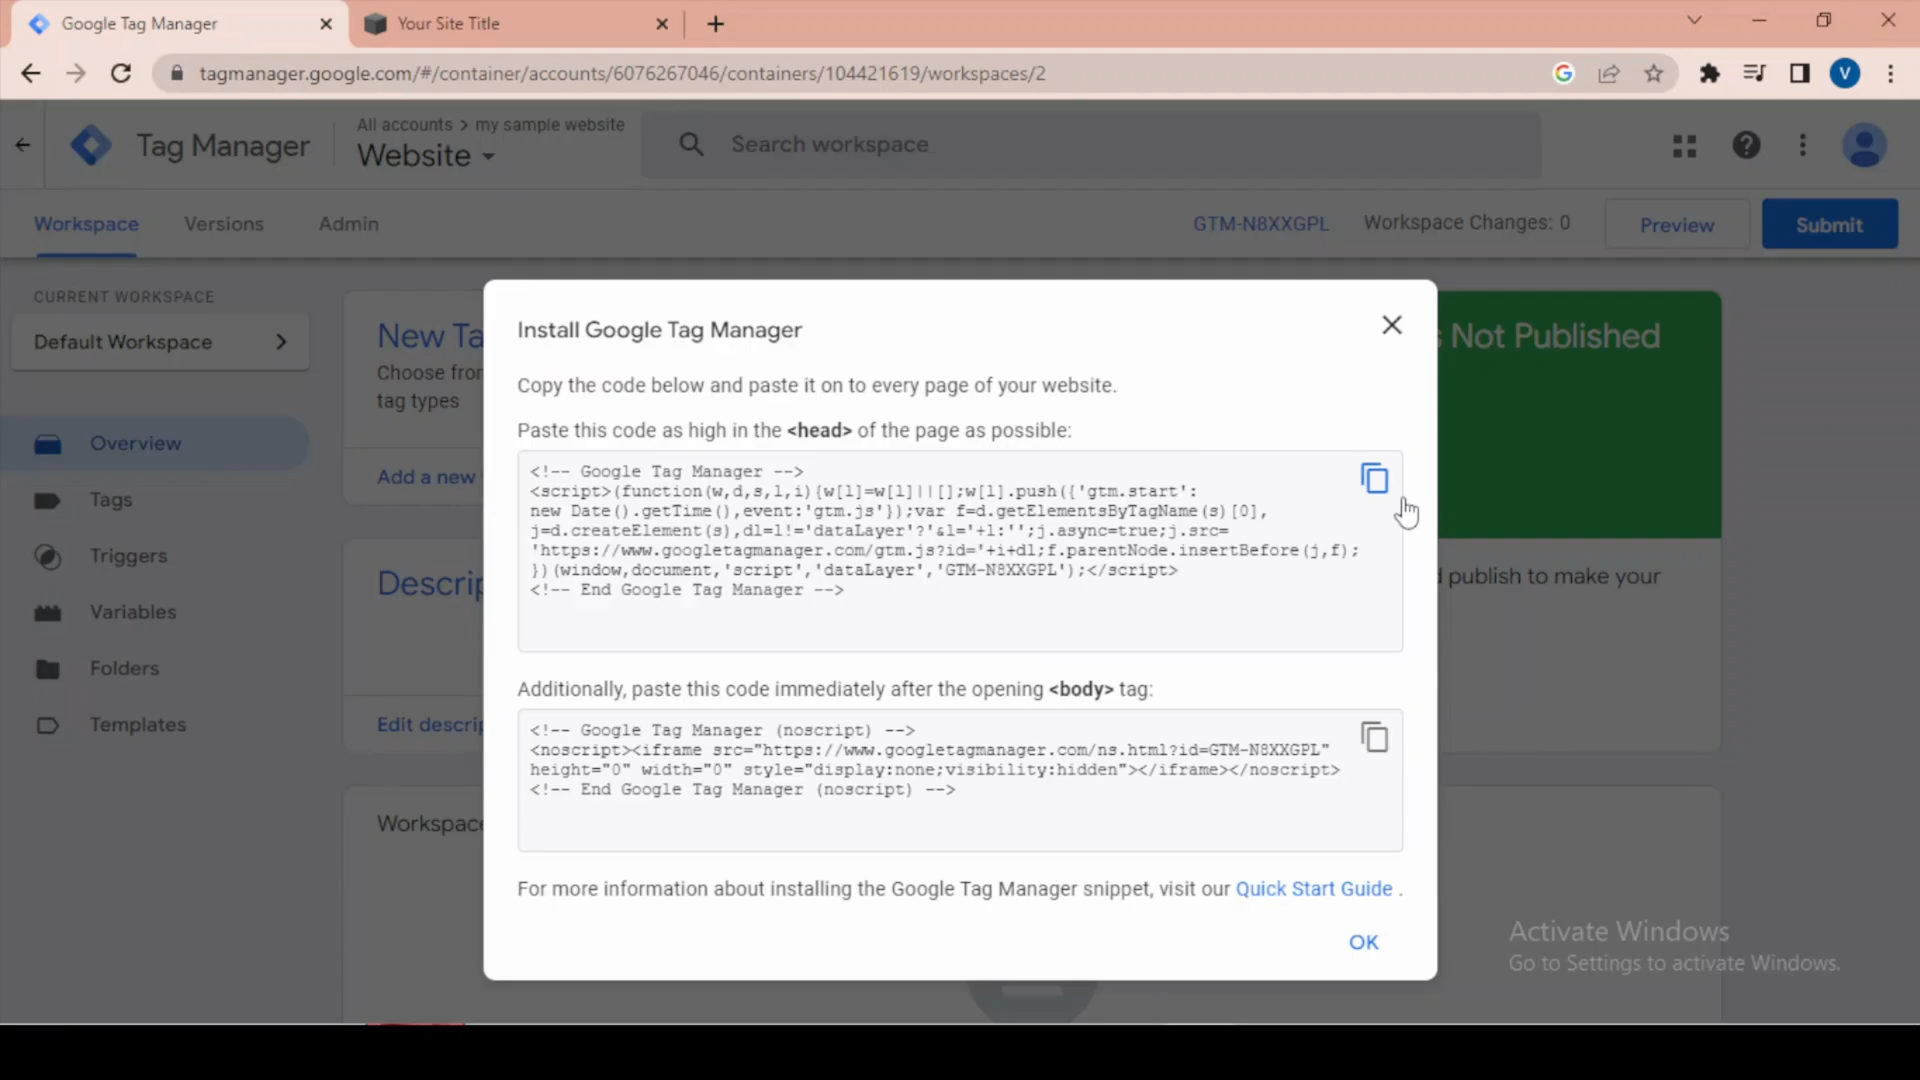 Google Tag Manager
Your Site Title
tagmanager.google.com/#/container/accounts/6076267046/containers/104421619/workspaces/2
V
Tag Manager
All accounts > my sample website
Website
Search workspace
Workspace
Versions
Admin
GTM-N8XXGPL
Workspace Changes: 0
Preview
Submit
CURRENT WORKSPACE
Default Workspace
Overview
Tags
Triggers
Variables
Folders
Templates
New Ta
Choose from
tag types
Add a new
Descrip
Edit descrip
Workspace
Not Published
publish to make your
Install Google Tag Manager
Copy the code below and paste it on to every page of your website.
Paste this code as high in the <head> of the page as possible:
<!-- Google Tag Manager -->
<script>(function(w,d,s,l,i){w[l]=w[l]||[];w[l].push({'gtm.start':
new Date().getTime(),event:'gtm.js'});var f=d.getElementsByTagName(s)[0],
j=d.createElement(s),dl=l!='dataLayer'?'&l='+l:'';j.async=true;j.src=
'https://www.googletagmanager.com/gtm.js?id='+i+dl;f.parentNode.insertBefore(j,f);
})(window,document,'script','dataLayer','GTM-N8XXGPL');</script>
<!-- End Google Tag Manager -->
Additionally, paste this code immediately after the opening <body> tag:
<!-- Google Tag Manager (noscript) -->
<noscript><iframe src="https://www.googletagmanager.com/ns.html?id=GTM-N8XXGPL"
height="0" width="0" style="display:none;visibility:hidden"></iframe></noscript>
<!-- End Google Tag Manager (noscript) -->
For more information about installing the Google Tag Manager snippet, visit our Quick Start Guide .
OK
Activate Windows
Go to Settings to activate Windows.